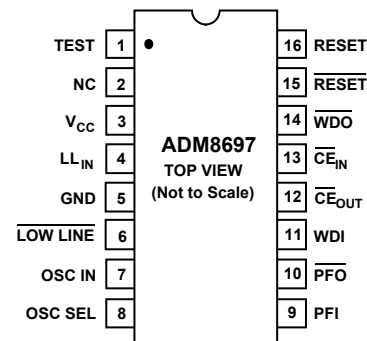 TEST 1 16 RESET
NC 2 15 RESET
VCC 3 14 WDO
ADM8697
LLIN 4 13 CEIN
TOP VIEW
GND 5 (Not to Scale) 12 CEOUT
LOW LINE 6 11 WDI
OSC IN 7 10 PFO
OSC SEL 8 9 PFI